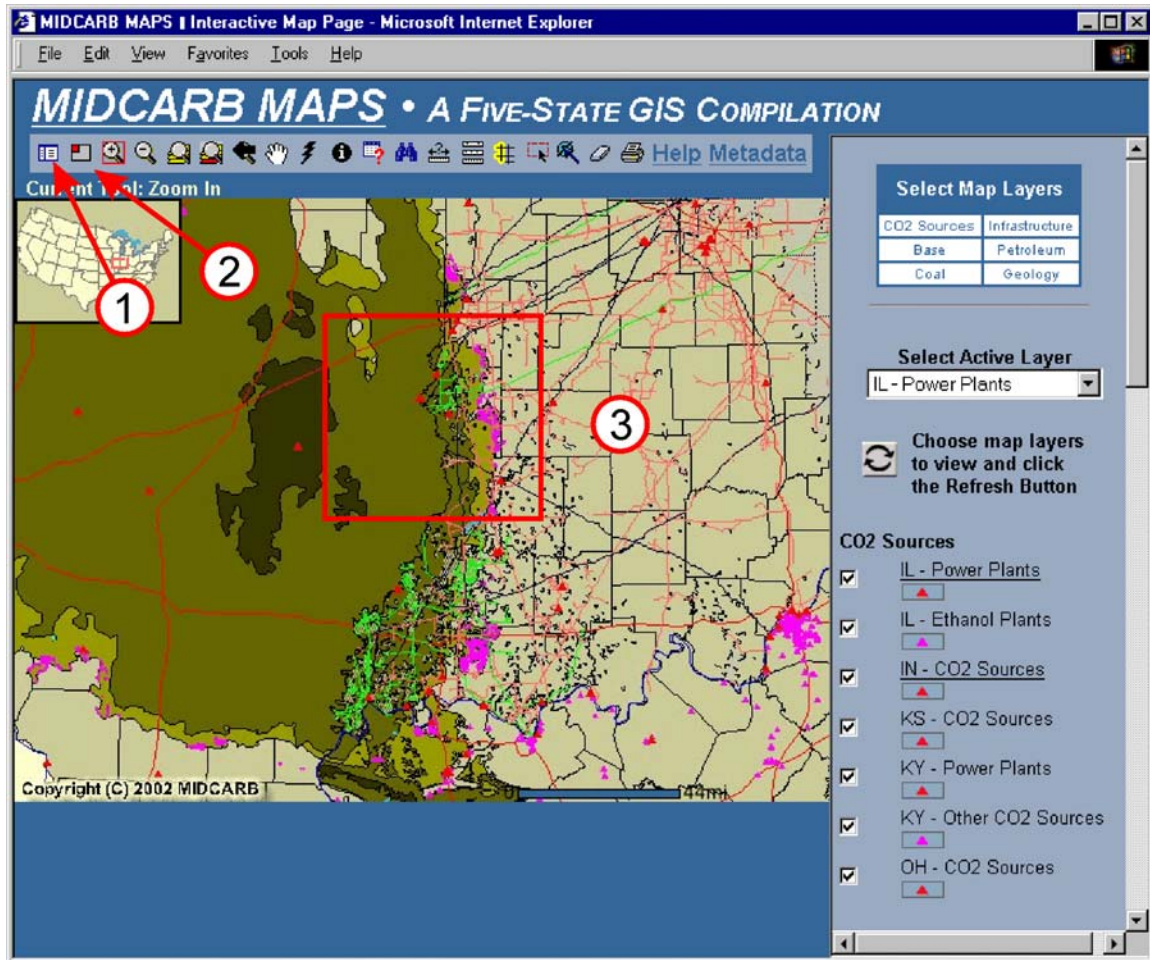 MIDCARB MAPS | Interactive Map Page - Microsoft Internet Explorer
File Edit View Favorites Tools Help
MIDCARB MAPS • A FIVE-STATE GIS COMPILATION
Help Metadata
Current Tool: Zoom In
1
2
3
Copyright (C) 2002 MIDCARB
0 44mi
Select Map Layers
CO2 Sources Infrastructure
Base Petroleum
Coal Geology
Select Active Layer
IL - Power Plants
Choose map layers
to view and click
the Refresh Button
CO2 Sources
IL - Power Plants
IL - Ethanol Plants
IN - CO2 Sources
KS - CO2 Sources
KY - Power Plants
KY - Other CO2 Sources
OH - CO2 Sources